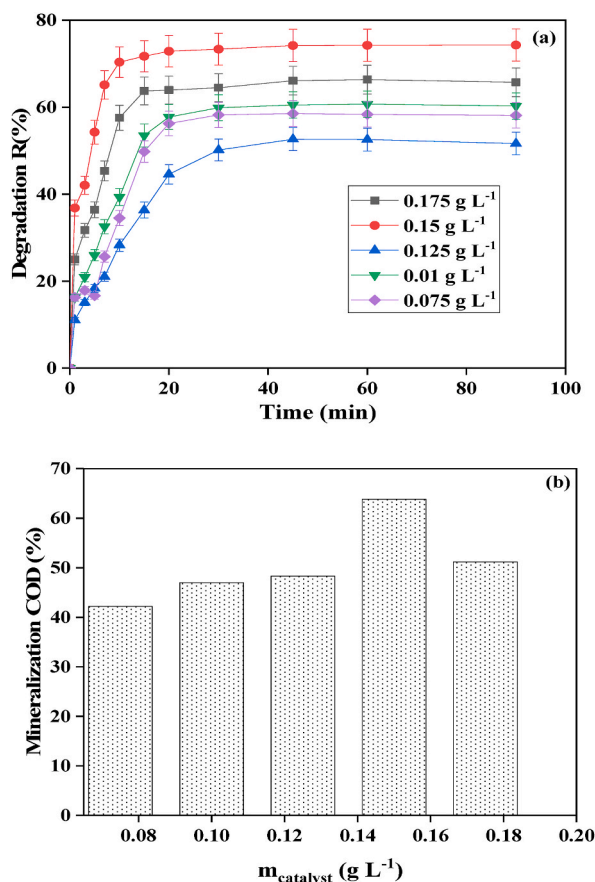 (a)
Degradation R(%)
80
60
40
20
0
0.175 g L⁻¹
0.15 g L⁻¹
0.125 g L⁻¹
0.01 g L⁻¹
0.075 g L⁻¹
0 20 40 60 80 100
Time (min)
(b)
Mineralization COD (%)
70
60
50
40
30
20
10
0
0.08 0.10 0.12 0.14 0.16 0.18 0.20
m_catalyst (g L⁻¹)